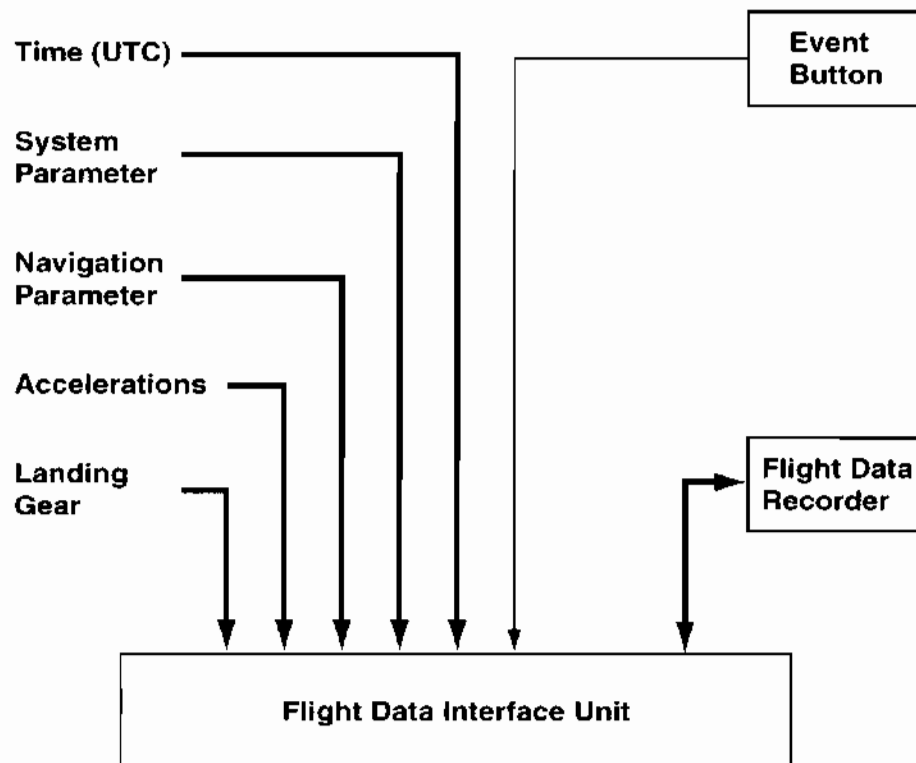 Time (UTC)
System
Parameter
Navigation
Parameter
Accelerations
Landing
Gear
Event
Button
Flight Data
Recorder
Flight Data Interface Unit